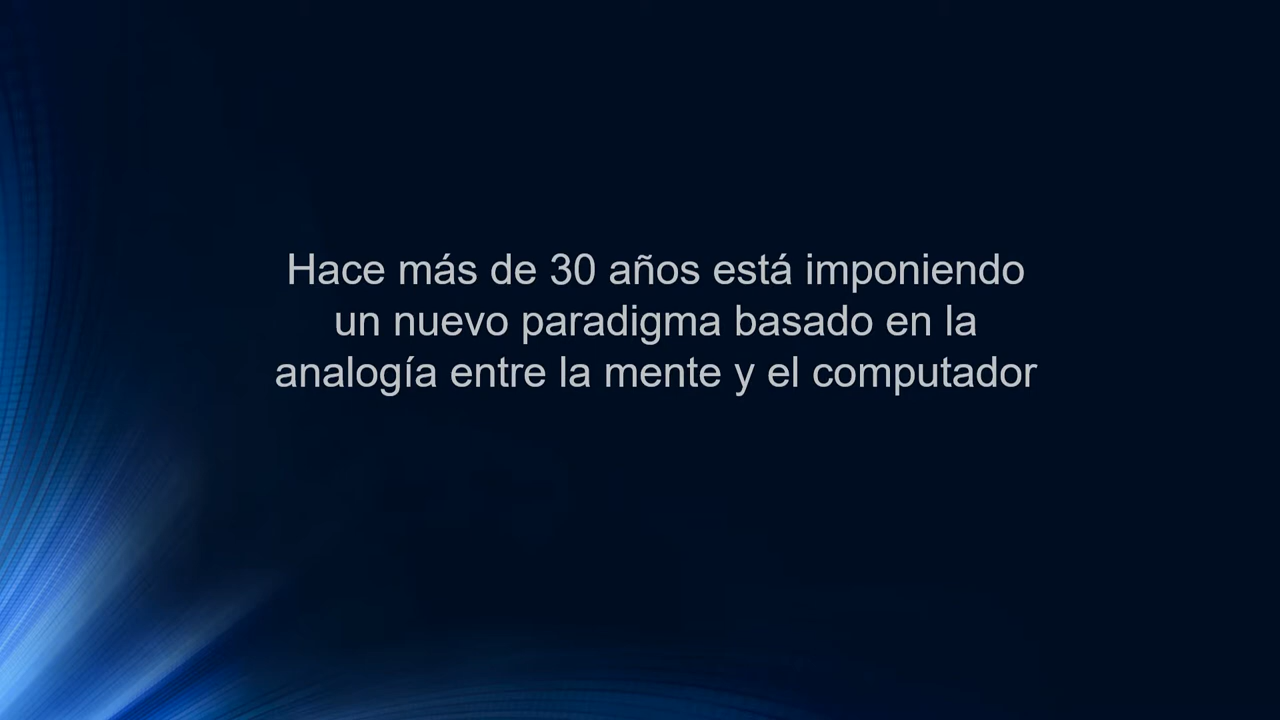 Hace más de 30 años está imponiendo
un nuevo paradigma basado en la
analogía entre la mente y el computador